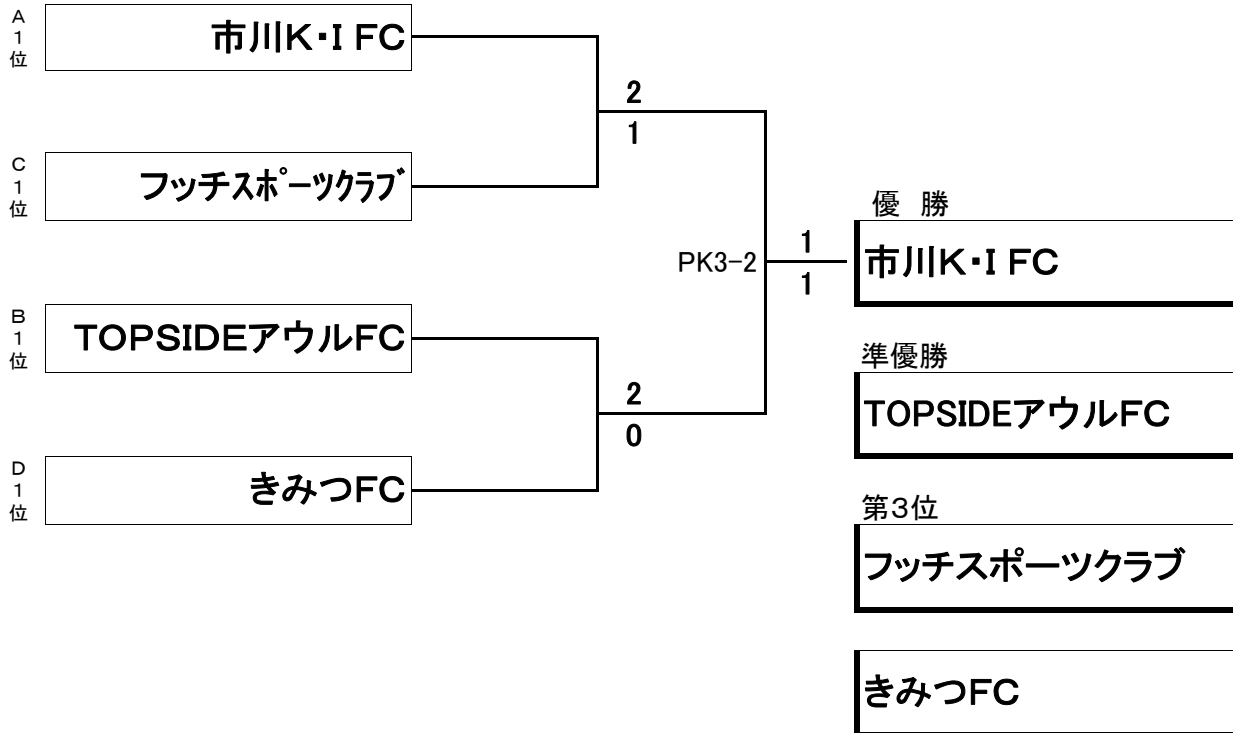 A1位
市川K・I FC
2
1
C1位
フッチスポーツクラブ
優 勝
1
市川K・I FC
PK3-2
1
B1位
TOPSIDEアウルFC
準優勝
2
TOPSIDEアウルFC
0
D1位
きみつFC
第3位
フッチスポーツクラブ
きみつFC